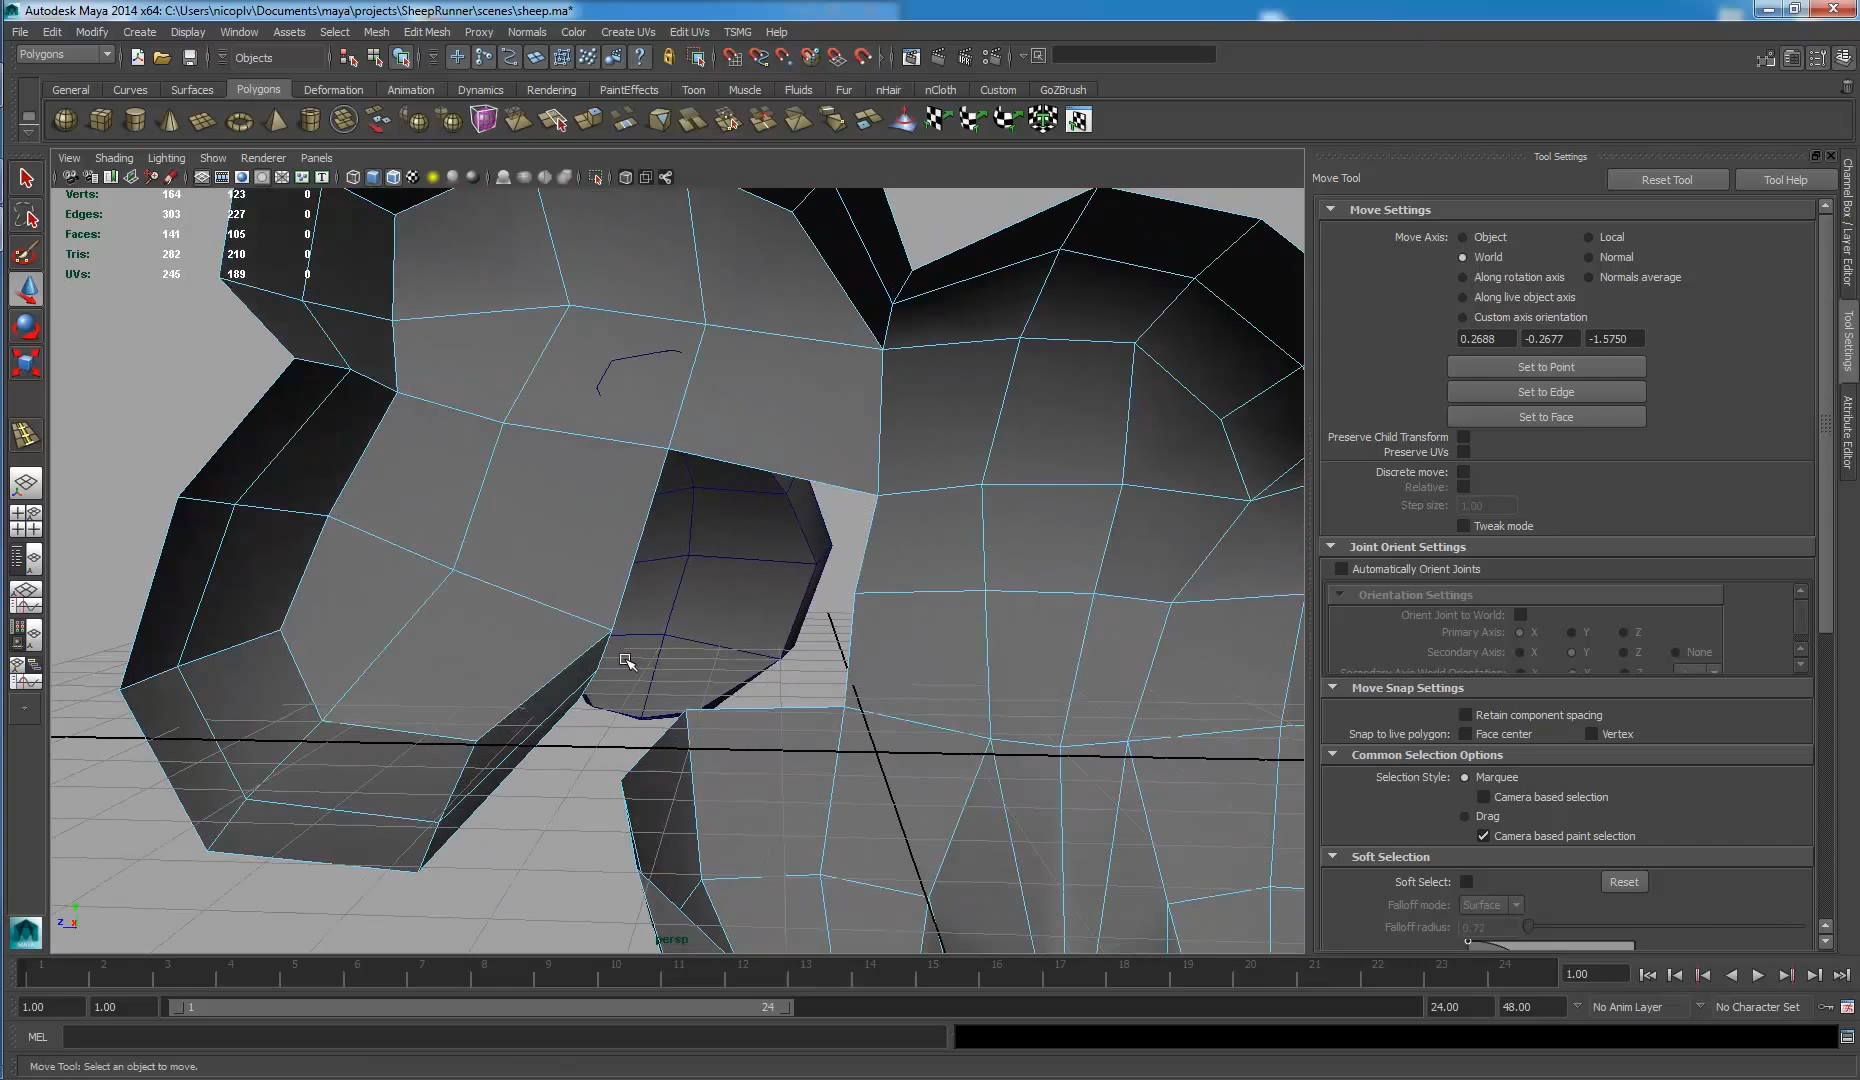 Autodesk Maya 2014 x64: C:\Users\nicoplv\Documents\maya\projects\SheepRunner\scenes\sheep.ma*
File Edit Modify Create Display Window Assets Select Mesh Edit Mesh Proxy Normals Color Create UVs Edit UVs TSMG Help
Polygons Objects
General Curves Surfaces Polygons Deformation Animation Dynamics Rendering PaintEffects Toon Muscle Fluids Fur nHair nCloth Custom GoZBrush
View Shading Lighting Show Renderer Panels
Verts: 164 123 0
Edges: 303 227 0
Faces: 141 105 0
Tris: 282 210 0
UVs: 245 189 0
persp
Tool Settings
Move Tool Reset Tool Tool Help
Move Settings
Move Axis: Object Local
World Normal
Along rotation axis Normals average
Along live object axis
Custom axis orientation
0.2688 -0.2677 -1.5750
Set to Point
Set to Edge
Set to Face
Preserve Child Transform
Preserve UVs
Discrete move:
Relative:
Step size: 1.00
Tweak mode
Joint Orient Settings
Automatically Orient Joints
Orientation Settings
Orient Joint to World:
Primary Axis: X Y Z
Secondary Axis: X Y Z None
Secondary Axis World Orientation:
Move Snap Settings
Retain component spacing
Snap to live polygon: Face center Vertex
Common Selection Options
Selection Style: Marquee
Camera based selection
Drag
Camera based paint selection
Soft Selection
Soft Select: Reset
Falloff mode: Surface
Falloff radius: 0.72
Channel Box / Layer Editor
Tool Settings
Attribute Editor
1 2 3 4 5 6 7 8 9 10 11 12 13 14 15 16 17 18 19 20 21 22 23 24 1.00
1.00 1.00 1 24 24.00 48.00 No Anim Layer No Character Set
MEL
Move Tool: Select an object to move.